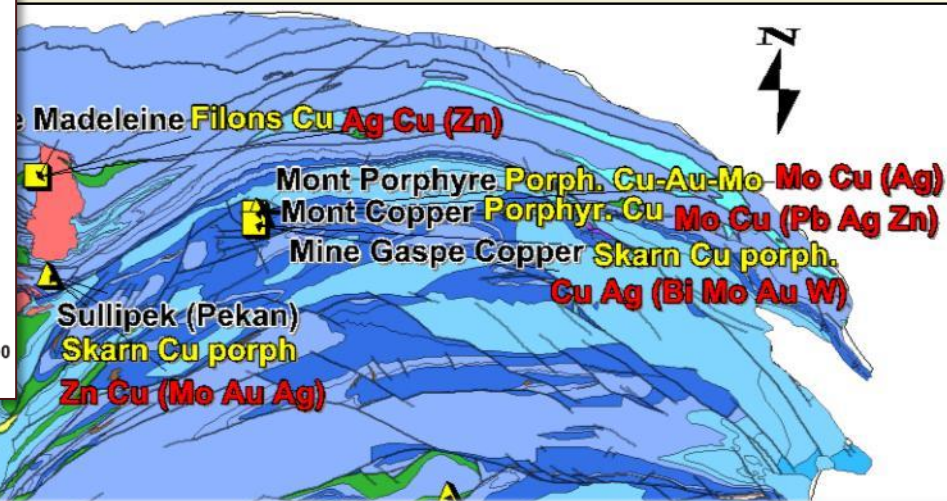 N
e Madeleine Filons Cu Ag Cu (Zn)
Mont Porphyre Porph. Cu-Au-Mo Mo Cu (Ag)
Mont Copper Porphyr. Cu Mo Cu (Pb Ag Zn)
Mine Gaspe Copper Skarn Cu porph.
Cu Ag (Bi Mo Au W)
Sullipek (Pekan)
0 Skarn Cu porph
Zn Cu (Mo Au Ag)